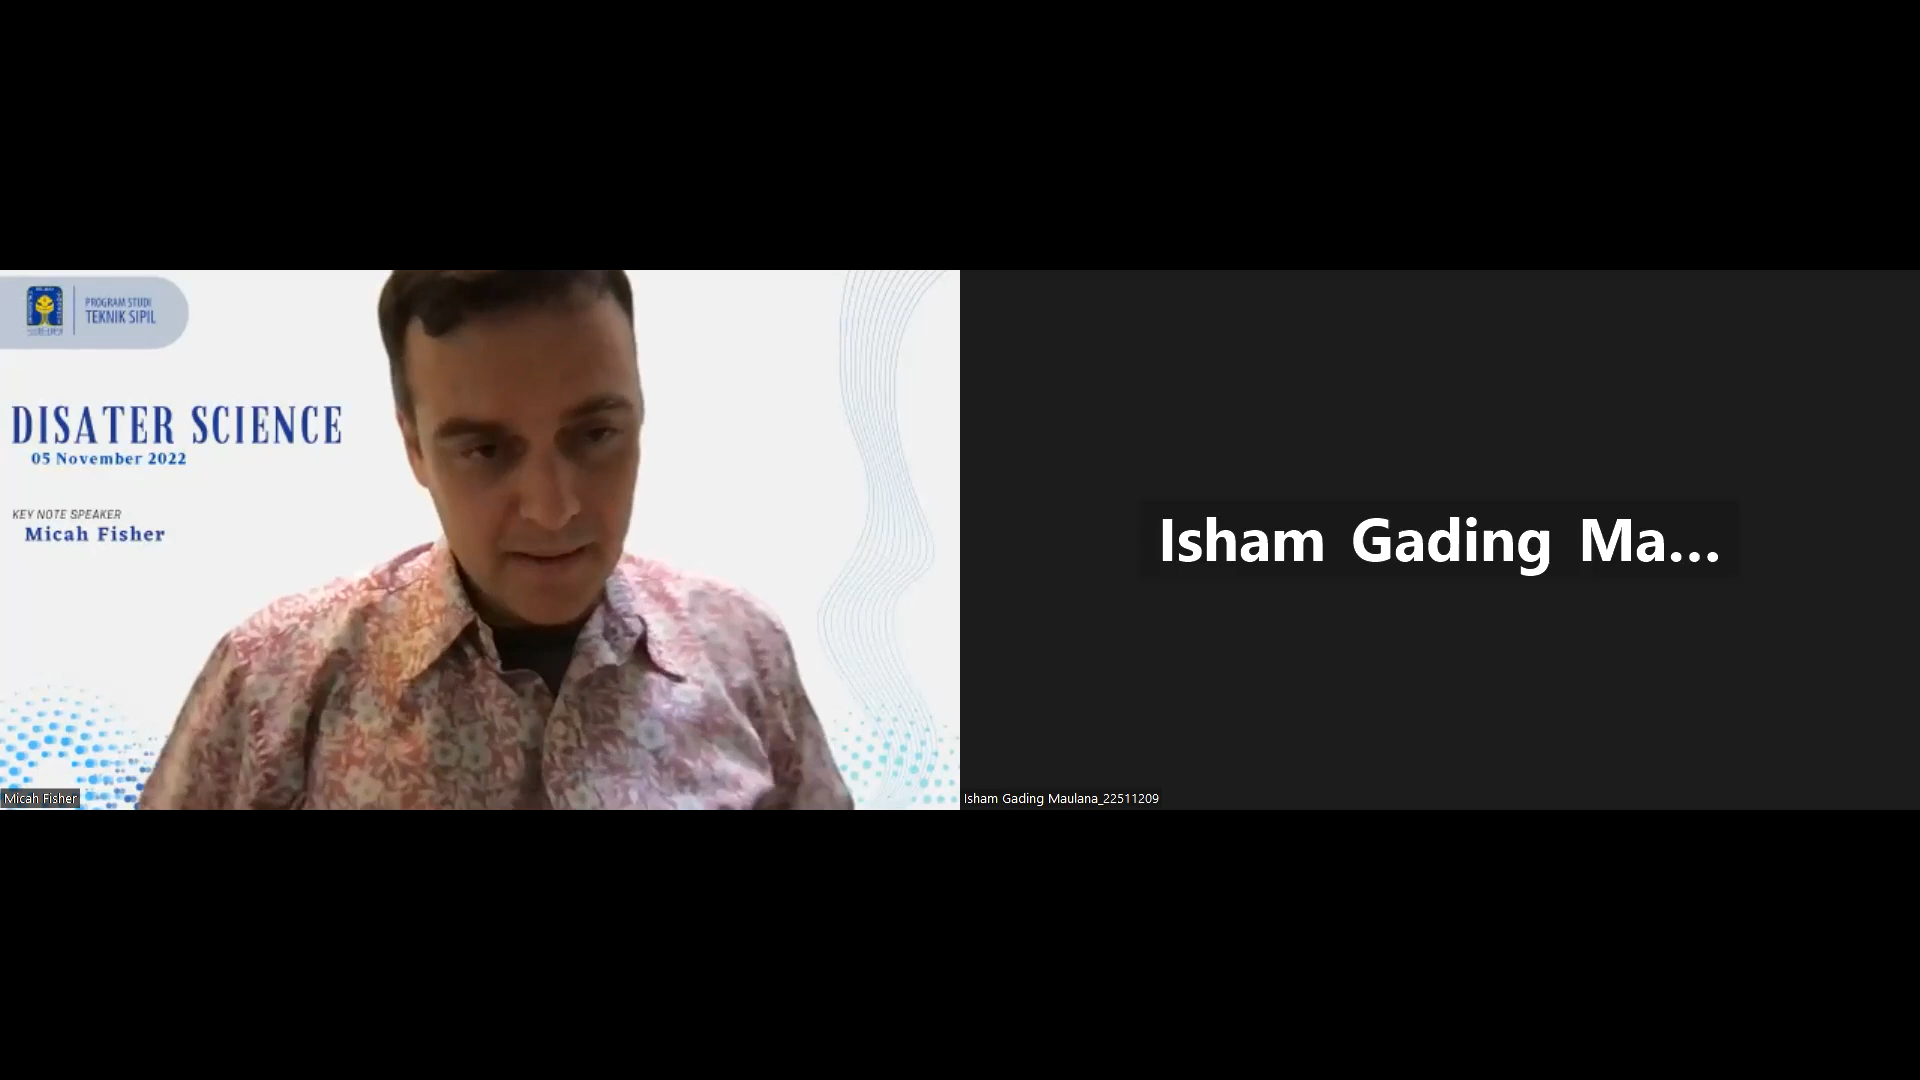 PROGRAM STUDI
TEKNIK SIPIL
DISATER SCIENCE
05 November 2022
KEY NOTE SPEAKER
Micah Fisher
Micah Fisher
Isham Gading Ma...
Isham Gading Maulana_22511209